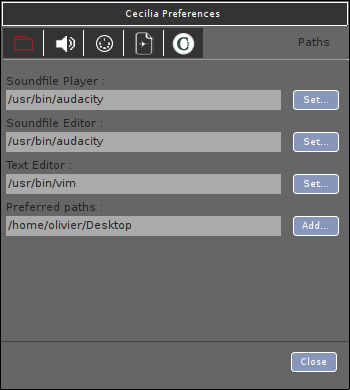 Cecilia Preferences
Paths
Soundfile Player :
/usr/bin/audacity
Set...
Soundfile Editor :
/usr/bin/audacity
Set...
Text Editor :
/usr/bin/vim
Set...
Preferred paths :
/home/olivier/Desktop
Add...
Close